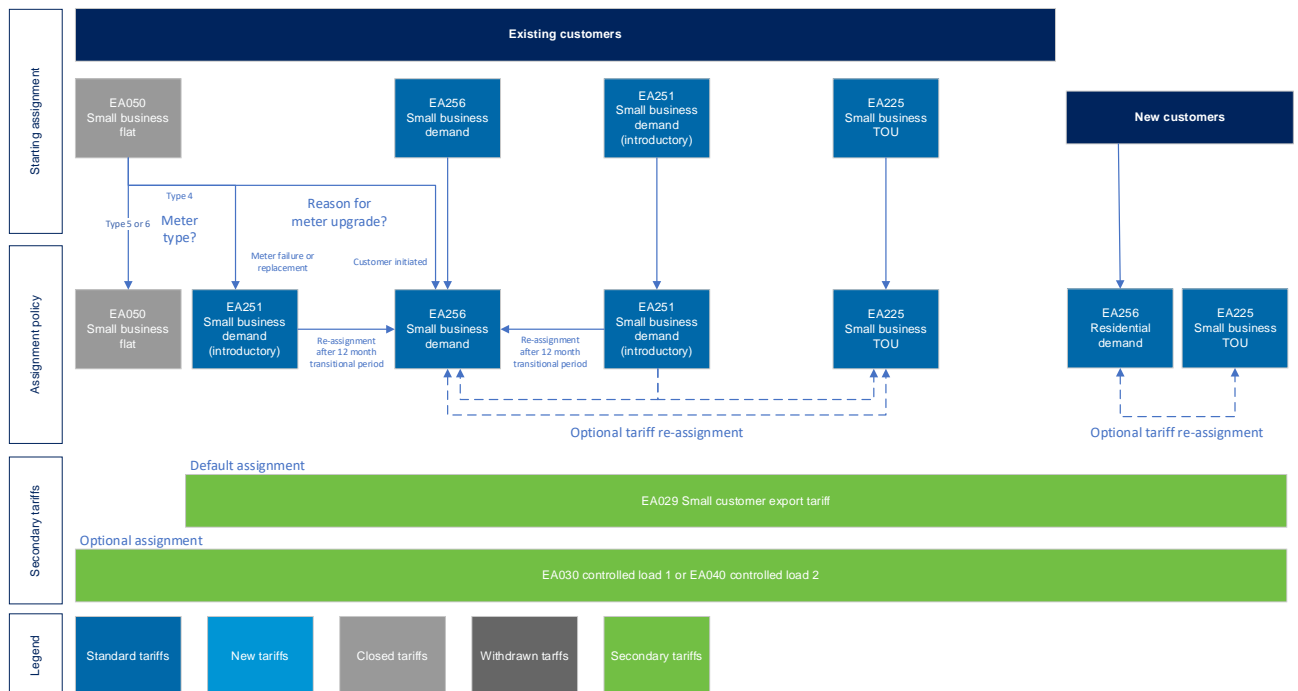 Starting assignment
Existing customers
EA050
Small business
flat
EA256
Small business
demand
EA251
Small business
demand
(introductory)
EA225
Small business
TOU
New customers
Type 4
Type 5 or 6
Meter
type?
Reason for
meter upgrade?
Meter failure or
replacement
Customer initiated
Assignment policy
EA050
Small business
flat
EA251
Small business
demand
(introductory)
Re-assignment
after 12 month
transitional period
EA256
Small business
demand
Re-assignment
after 12 month
transitional period
EA251
Small business
demand
(introductory)
EA225
Small business
TOU
EA256
Residential
demand
EA225
Small business
TOU
Optional tariff re-assignment
Optional tariff re-assignment
Secondary tariffs
Default assignment
EA029 Small customer export tariff
Optional assignment
EA030 controlled load 1 or EA040 controlled load 2
Legend
Standard tariffs
New tariffs
Closed tariffs
Withdrawn tarffs
Secondary tariffs